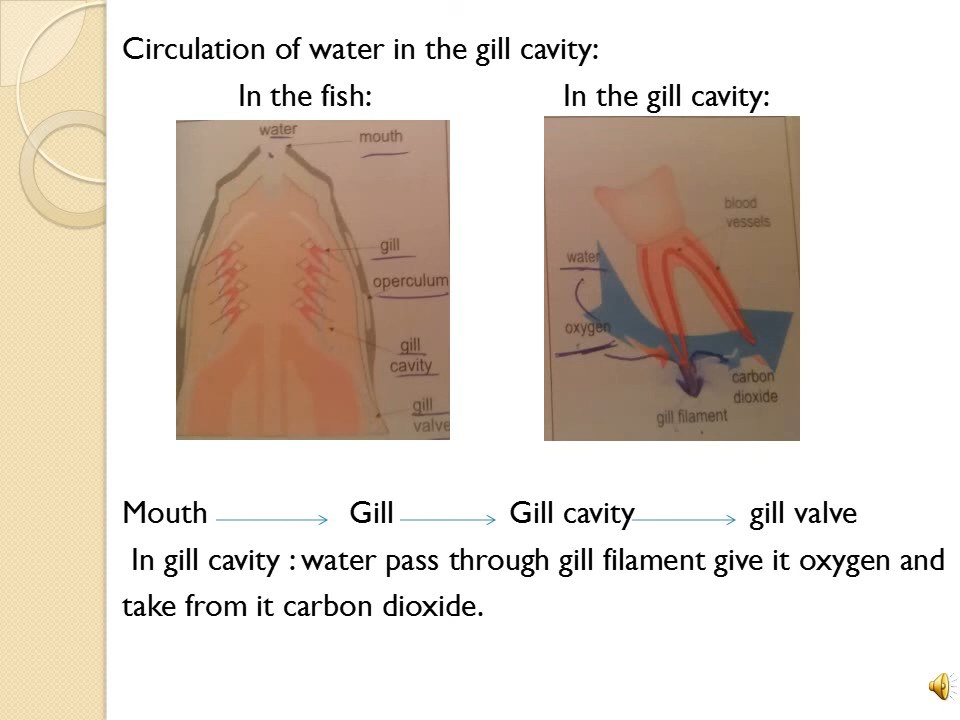 Circulation of water in the gill cavity:
In the fish:
In the gill cavity:
water
mouth
gill
operculum
gill
cavity
gill
valve
blood
vessels
water
oxygen
carbon
dioxide
gill filament
Mouth Gill Gill cavity gill valve
In gill cavity : water pass through gill filament give it oxygen and
take from it carbon dioxide.